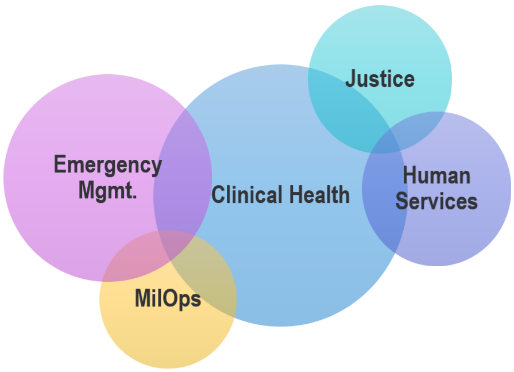 Justice
Emergency
Mgmt.
Clinical Health
Human
Services
MilOps